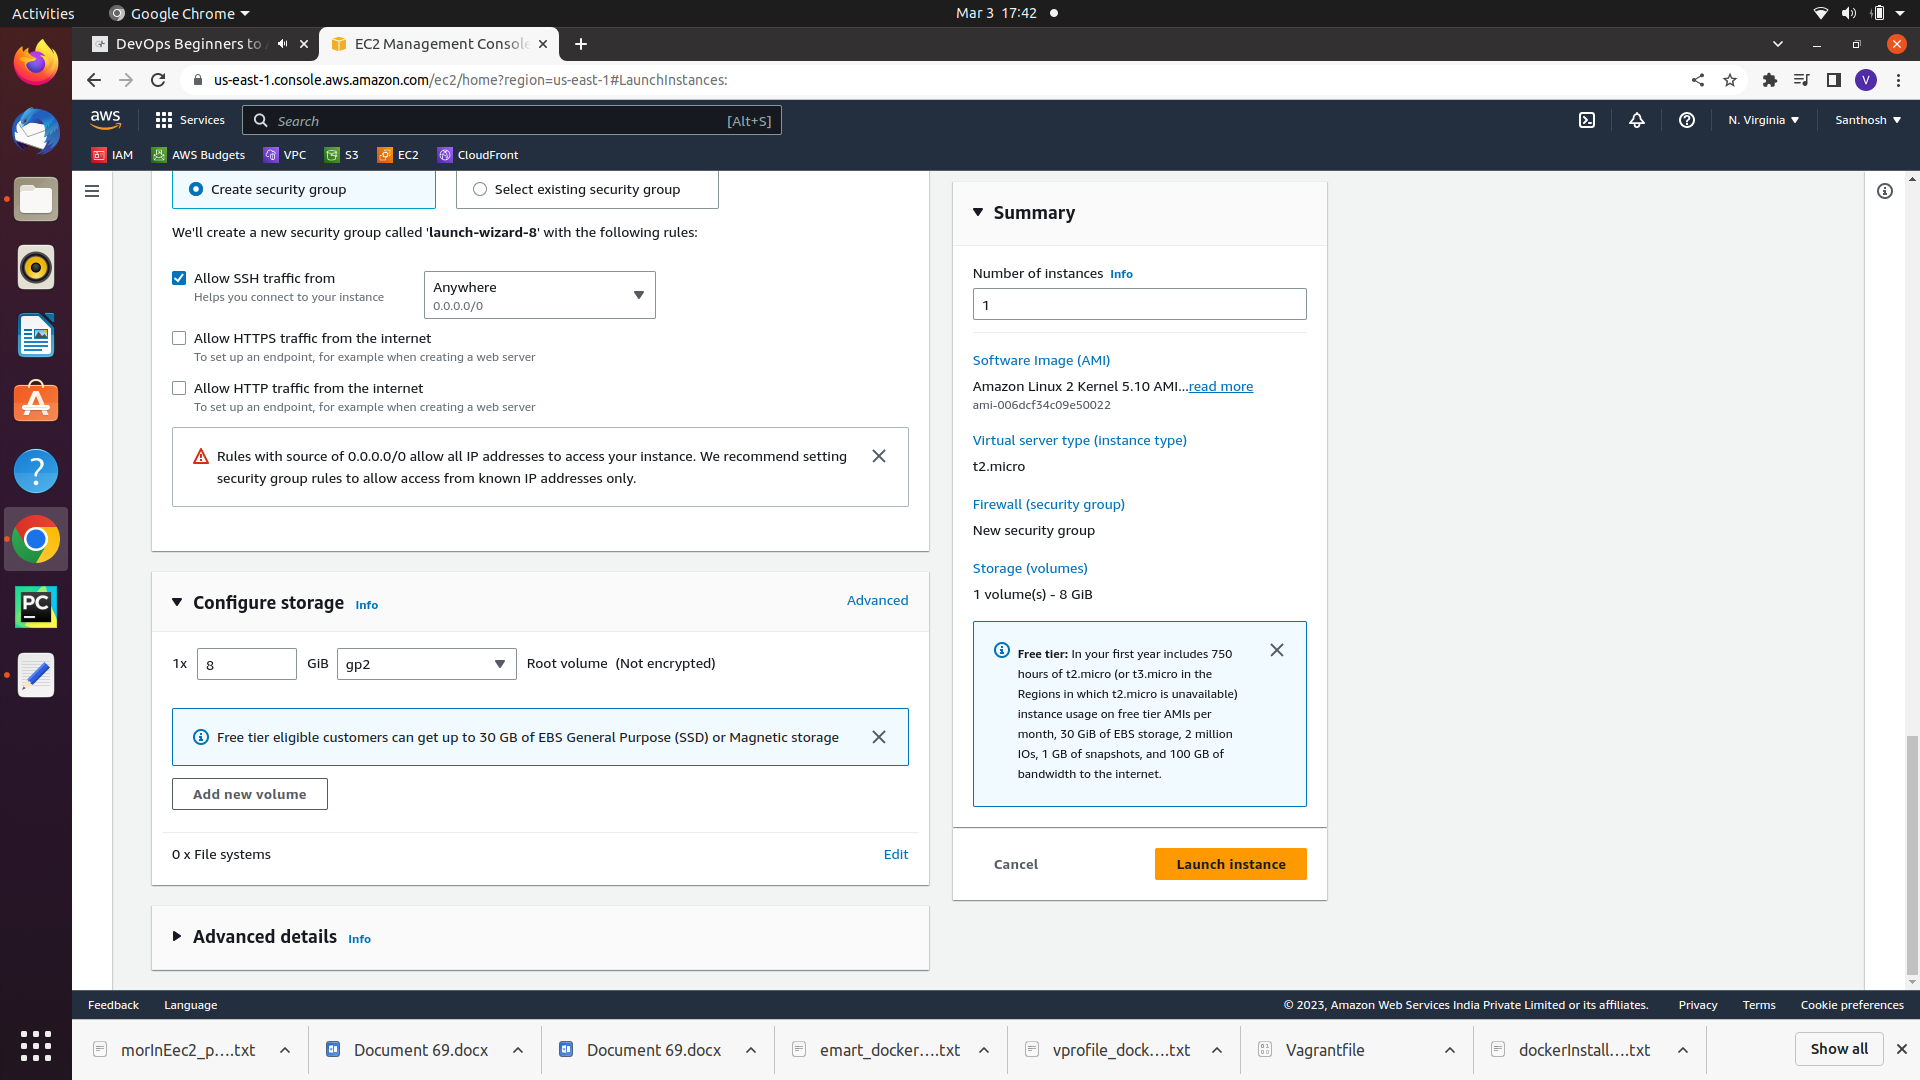 Activities
Google Chrome
Mar 3 17:42
DevOps Beginners to
EC2 Management Console
us-east-1.console.aws.amazon.com/ec2/home?region=us-east-1#LaunchInstances:
aws
Services
Search
[Alt+S]
N. Virginia
Santhosh
IAM
AWS Budgets
VPC
S3
EC2
CloudFront
V
Create security group
Select existing security group
We'll create a new security group called 'launch-wizard-8' with the following rules:
Allow SSH traffic from
Helps you connect to your instance
Anywhere
0.0.0.0/0
Allow HTTPS traffic from the internet
To set up an endpoint, for example when creating a web server
Allow HTTP traffic from the internet
To set up an endpoint, for example when creating a web server
Rules with source of 0.0.0.0/0 allow all IP addresses to access your instance. We recommend setting
security group rules to allow access from known IP addresses only.
Configure storage
Info
Advanced
1x
8
GiB
gp2
Root volume (Not encrypted)
Free tier eligible customers can get up to 30 GB of EBS General Purpose (SSD) or Magnetic storage
Add new volume
0 x File systems
Edit
Advanced details
Info
Summary
Number of instances
Info
1
Software Image (AMI)
Amazon Linux 2 Kernel 5.10 AMI...read more
ami-006dcf34c09e50022
Virtual server type (instance type)
t2.micro
Firewall (security group)
New security group
Storage (volumes)
1 volume(s) - 8 GiB
Free tier: In your first year includes 750
hours of t2.micro (or t3.micro in the
Regions in which t2.micro is unavailable)
instance usage on free tier AMIs per
month, 30 GiB of EBS storage, 2 million
IOs, 1 GB of snapshots, and 100 GB of
bandwidth to the internet.
Cancel
Launch instance
PC
Feedback
Language
© 2023, Amazon Web Services India Private Limited or its affiliates.
Privacy
Terms
Cookie preferences
morInEec2_p....txt
Document 69.docx
Document 69.docx
emart_docker....txt
vprofile_dock....txt
Vagrantfile
dockerInstall....txt
Show all